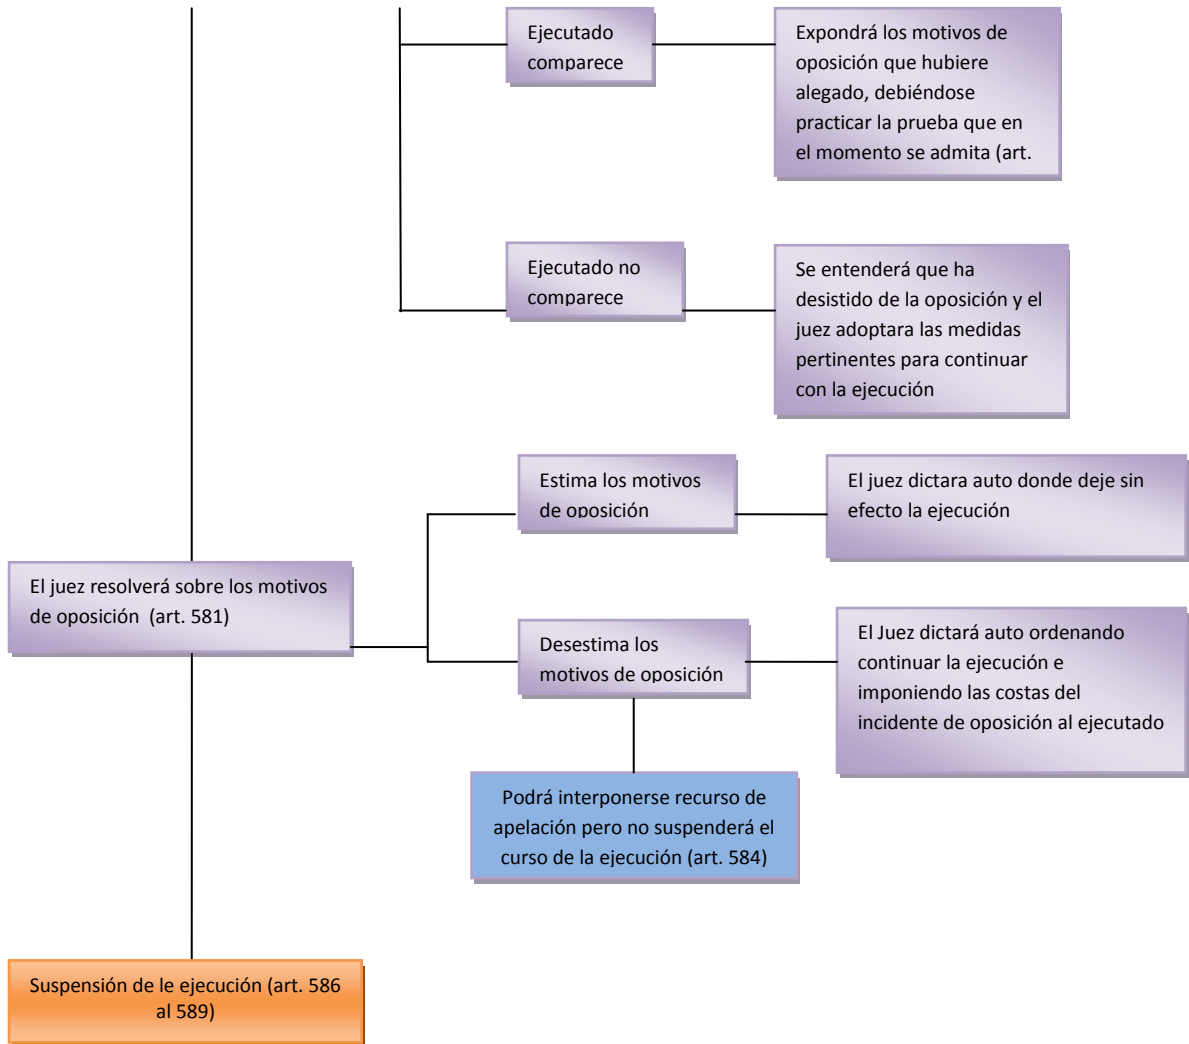 Ejecutado
comparece
Expondrá los motivos de
oposición que hubiere
alegado, debiéndose
practicar la prueba que en
el momento se admita (art.
Ejecutado no
comparece
Se entenderá que ha
desistido de la oposición y el
juez adoptara las medidas
pertinentes para continuar
con la ejecución
Estima los motivos
de oposición
El juez dictara auto donde deje sin
efecto la ejecución
El juez resolverá sobre los motivos
de oposición (art. 581)
Desestima los
motivos de oposición
El Juez dictará auto ordenando
continuar la ejecución e
imponiendo las costas del
incidente de oposición al ejecutado
Podrá interponerse recurso de
apelación pero no suspenderá el
curso de la ejecución (art. 584)
Suspensión de le ejecución (art. 586
al 589)